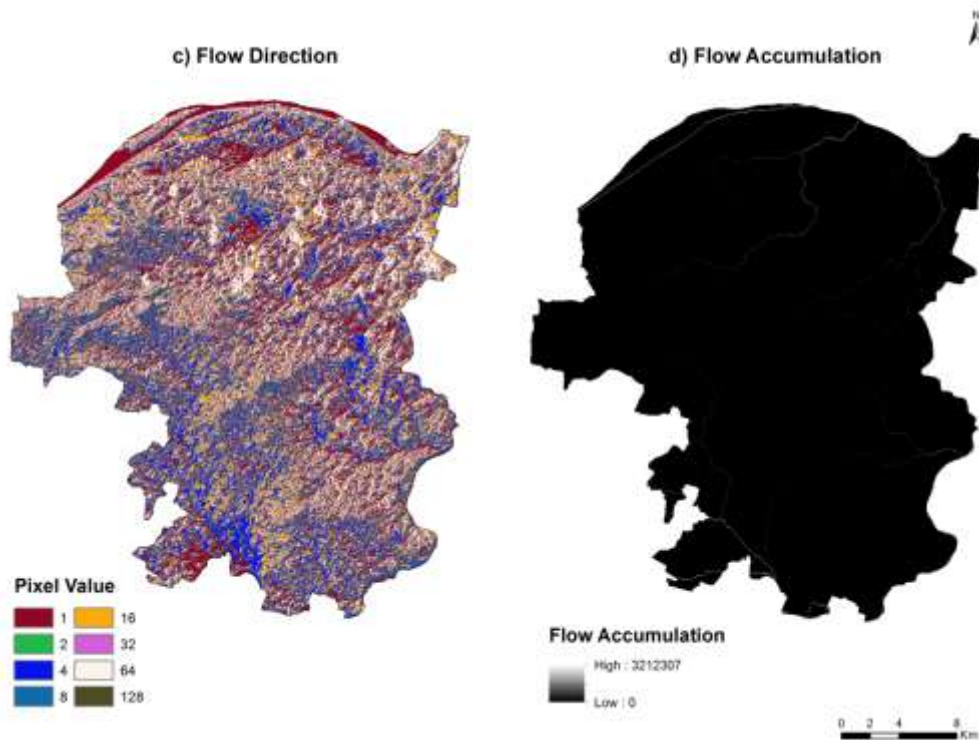 N
c) Flow Direction
d) Flow Accumulation
Pixel Value
1 16
2 32
4 64
8 128
Flow Accumulation
High : 3212307
Low : 0
0 2 4 8